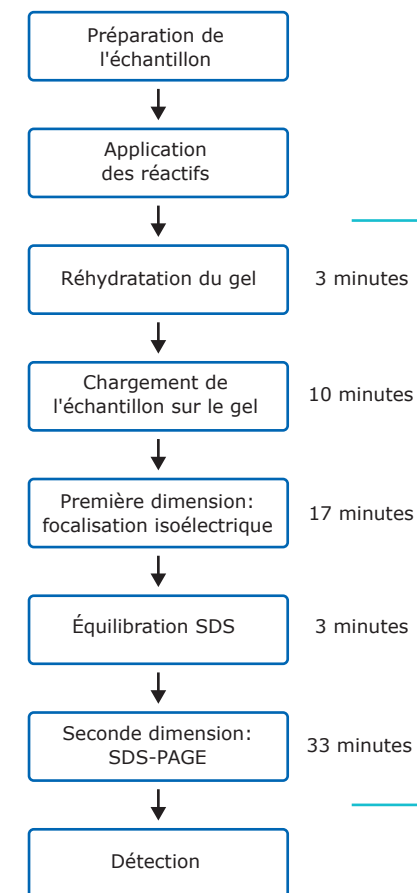 Préparation de
l'échantillon
Application
des réactifs
Réhydratation du gel
3 minutes
Chargement de
l'échantillon sur le gel
10 minutes
Première dimension:
focalisation isoélectrique
17 minutes
Équilibration SDS
3 minutes
Seconde dimension:
SDS-PAGE
33 minutes
Détection